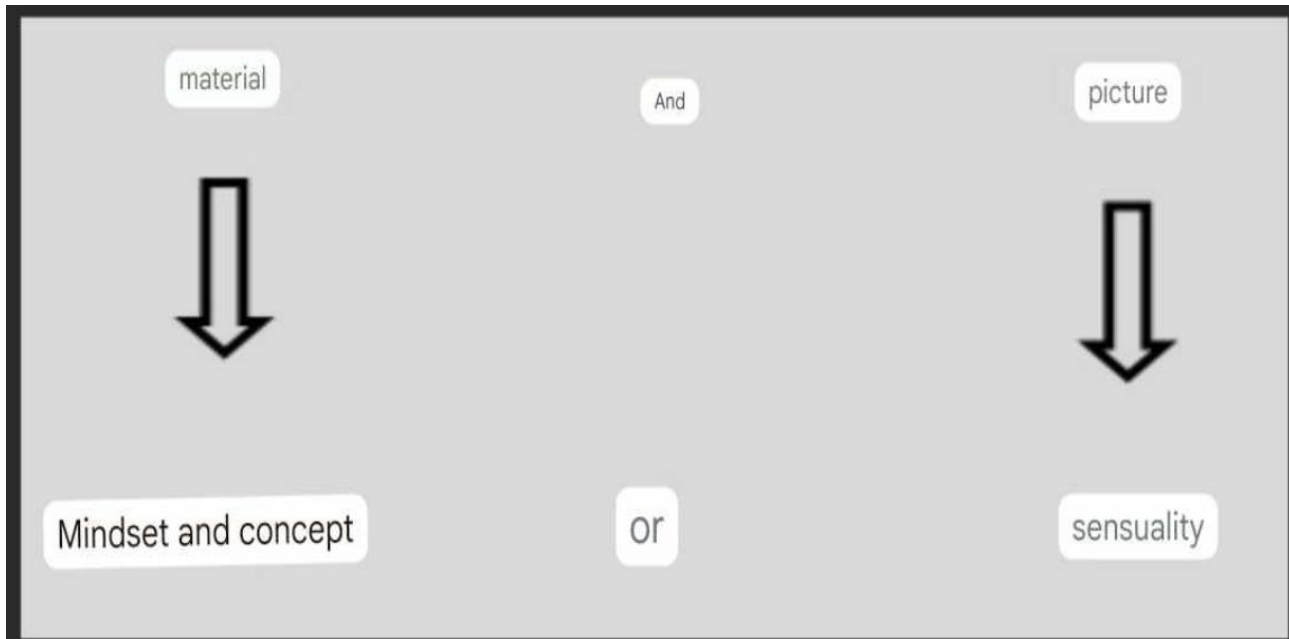 material
And
picture
Mindset and concept
or
sensuality